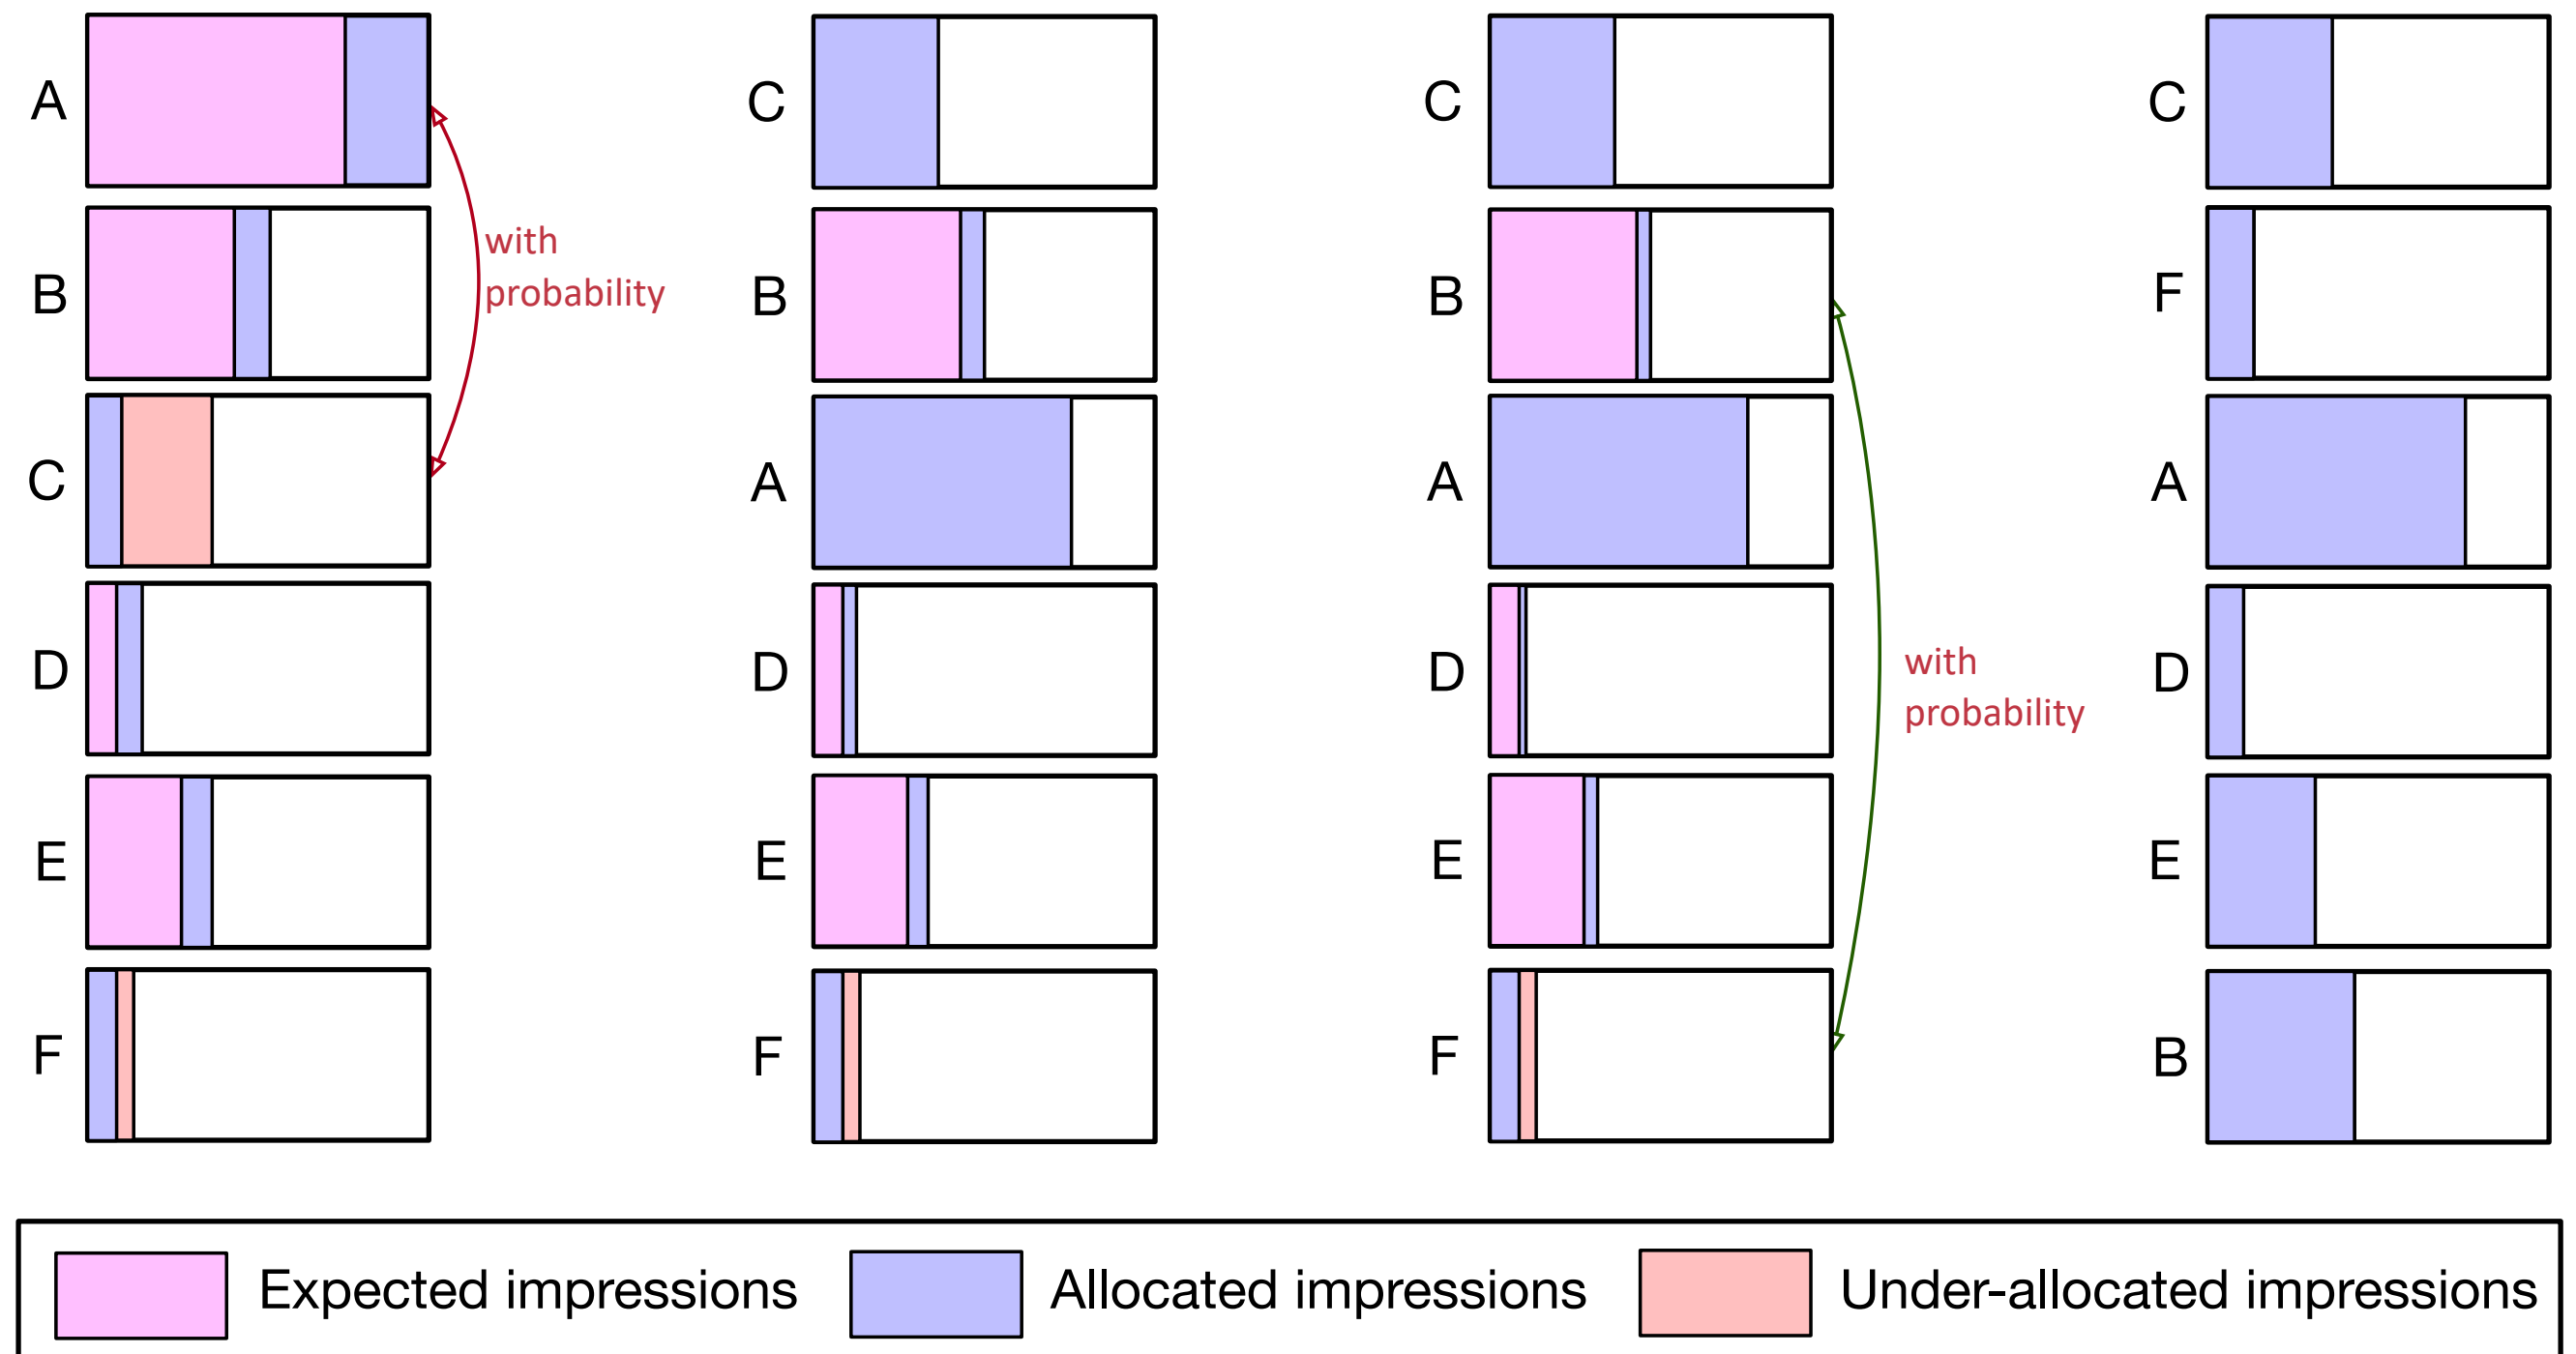 A
B
C
D
E
F
with
probability
C
B
A
D
E
F
C
B
A
D
E
F
with
probability
C
F
A
D
E
B
Expected impressions
Allocated impressions
Under-allocated impressions